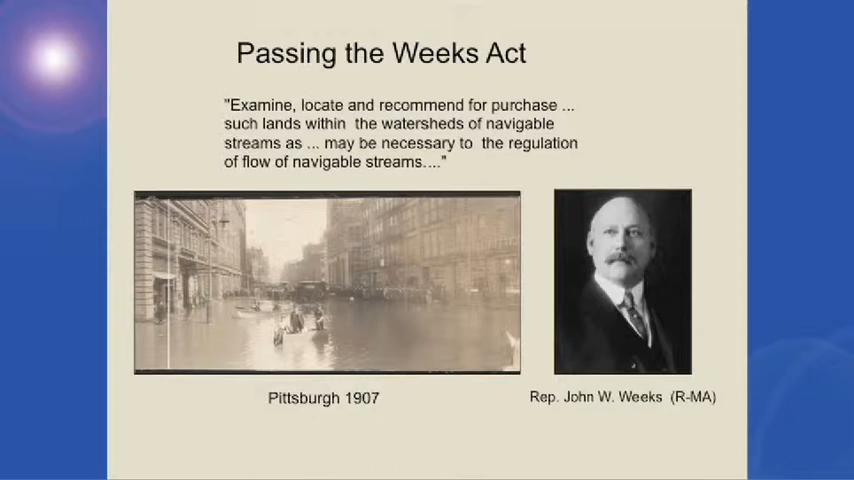 Passing the Weeks Act
"Examine, locate and recommend for purchase ...
such lands within the watersheds of navigable
streams as ... may be necessary to the regulation
of flow of navigable streams...."
Pittsburgh 1907
Rep. John W. Weeks (R-MA)